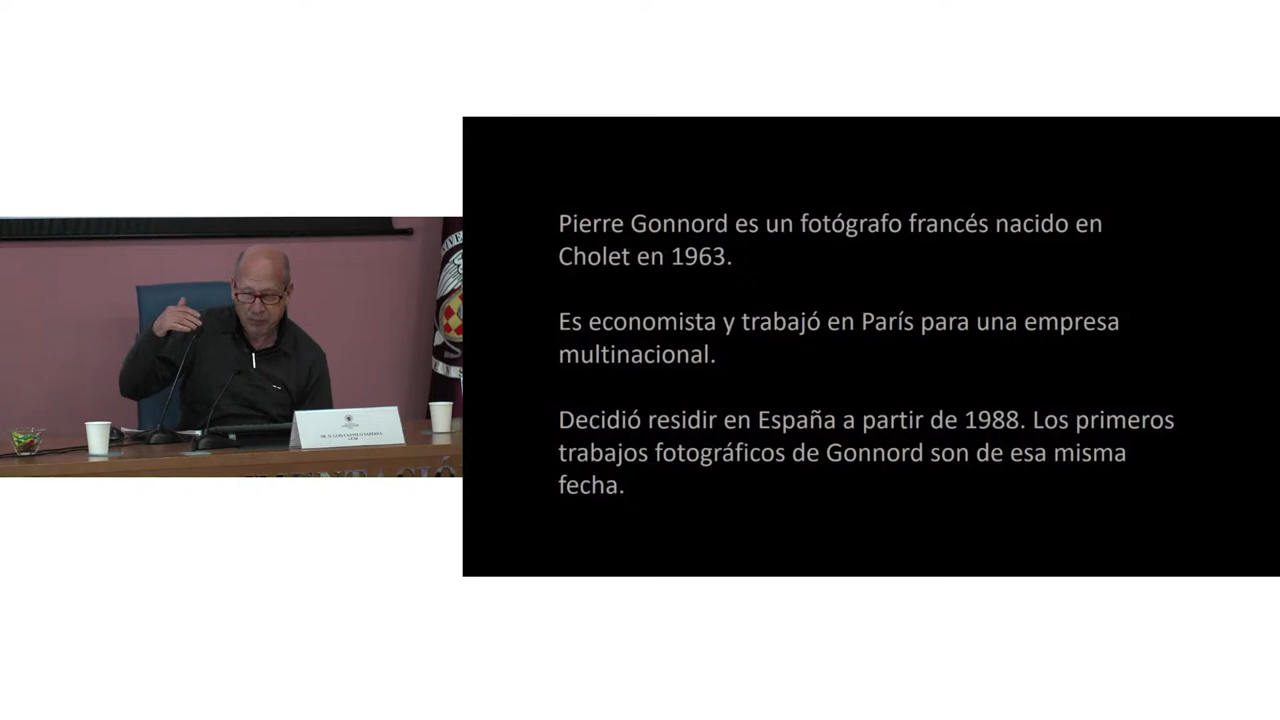 Pierre Gonnord es un fotógrafo francés nacido en
Cholet en 1963.
Es economista y trabajó en París para una empresa
multinacional.
Decidió residir en España a partir de 1988. Los primeros
trabajos fotográficos de Gonnord son de esa misma
fecha.